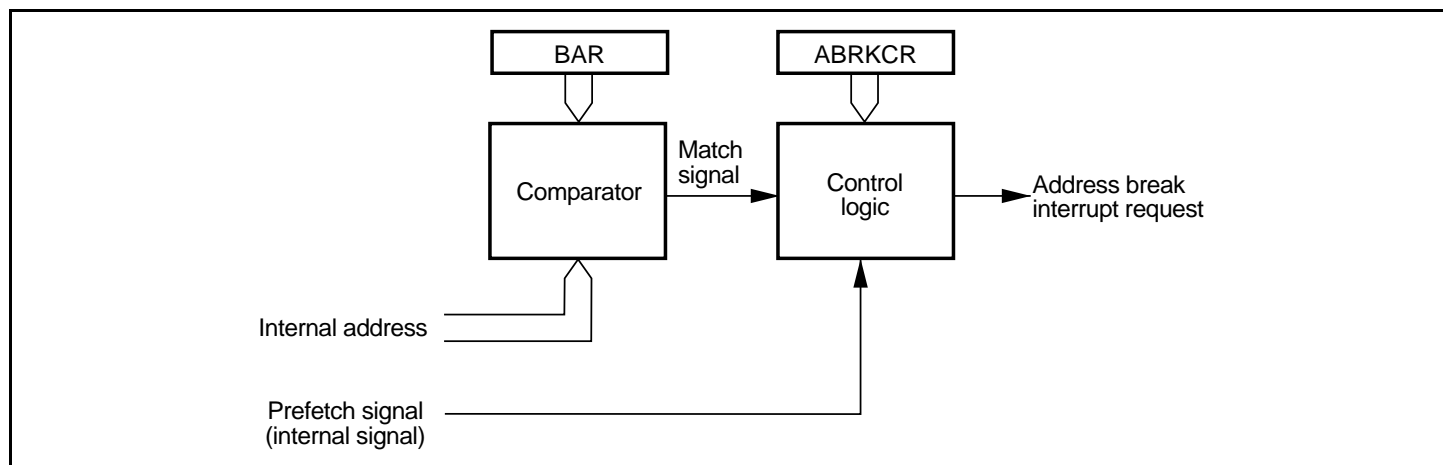 BAR
ABRKCR
Comparator
Match
signal
Control
logic
Address break
interrupt request
Internal address
Prefetch signal
(internal signal)